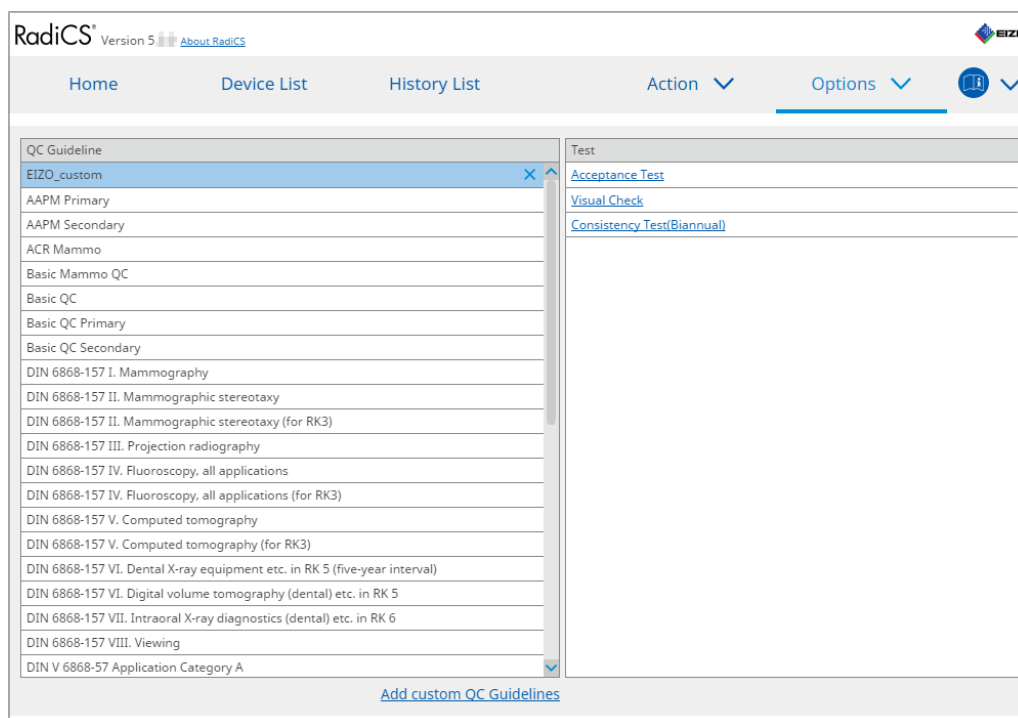 RadiCS® Version 5. About RadiCS
EIZ
Home Device List History List Action Options
QC Guideline
EIZO_custom
AAPM Primary
AAPM Secondary
ACR Mammo
Basic Mammo QC
Basic QC
Basic QC Primary
Basic QC Secondary
DIN 6868-157 I. Mammography
DIN 6868-157 II. Mammographic stereotaxy
DIN 6868-157 II. Mammographic stereotaxy (for RK3)
DIN 6868-157 III. Projection radiography
DIN 6868-157 IV. Fluoroscopy, all applications
DIN 6868-157 IV. Fluoroscopy, all applications (for RK3)
DIN 6868-157 V. Computed tomography
DIN 6868-157 V. Computed tomography (for RK3)
DIN 6868-157 VI. Dental X-ray equipment etc. in RK 5 (five-year interval)
DIN 6868-157 VI. Digital volume tomography (dental) etc. in RK 5
DIN 6868-157 VII. Intraoral X-ray diagnostics (dental) etc. in RK 6
DIN 6868-157 VIII. Viewing
DIN V 6868-57 Application Category A
Test
Acceptance Test
Visual Check
Consistency Test(Biannual)
Add custom QC Guidelines